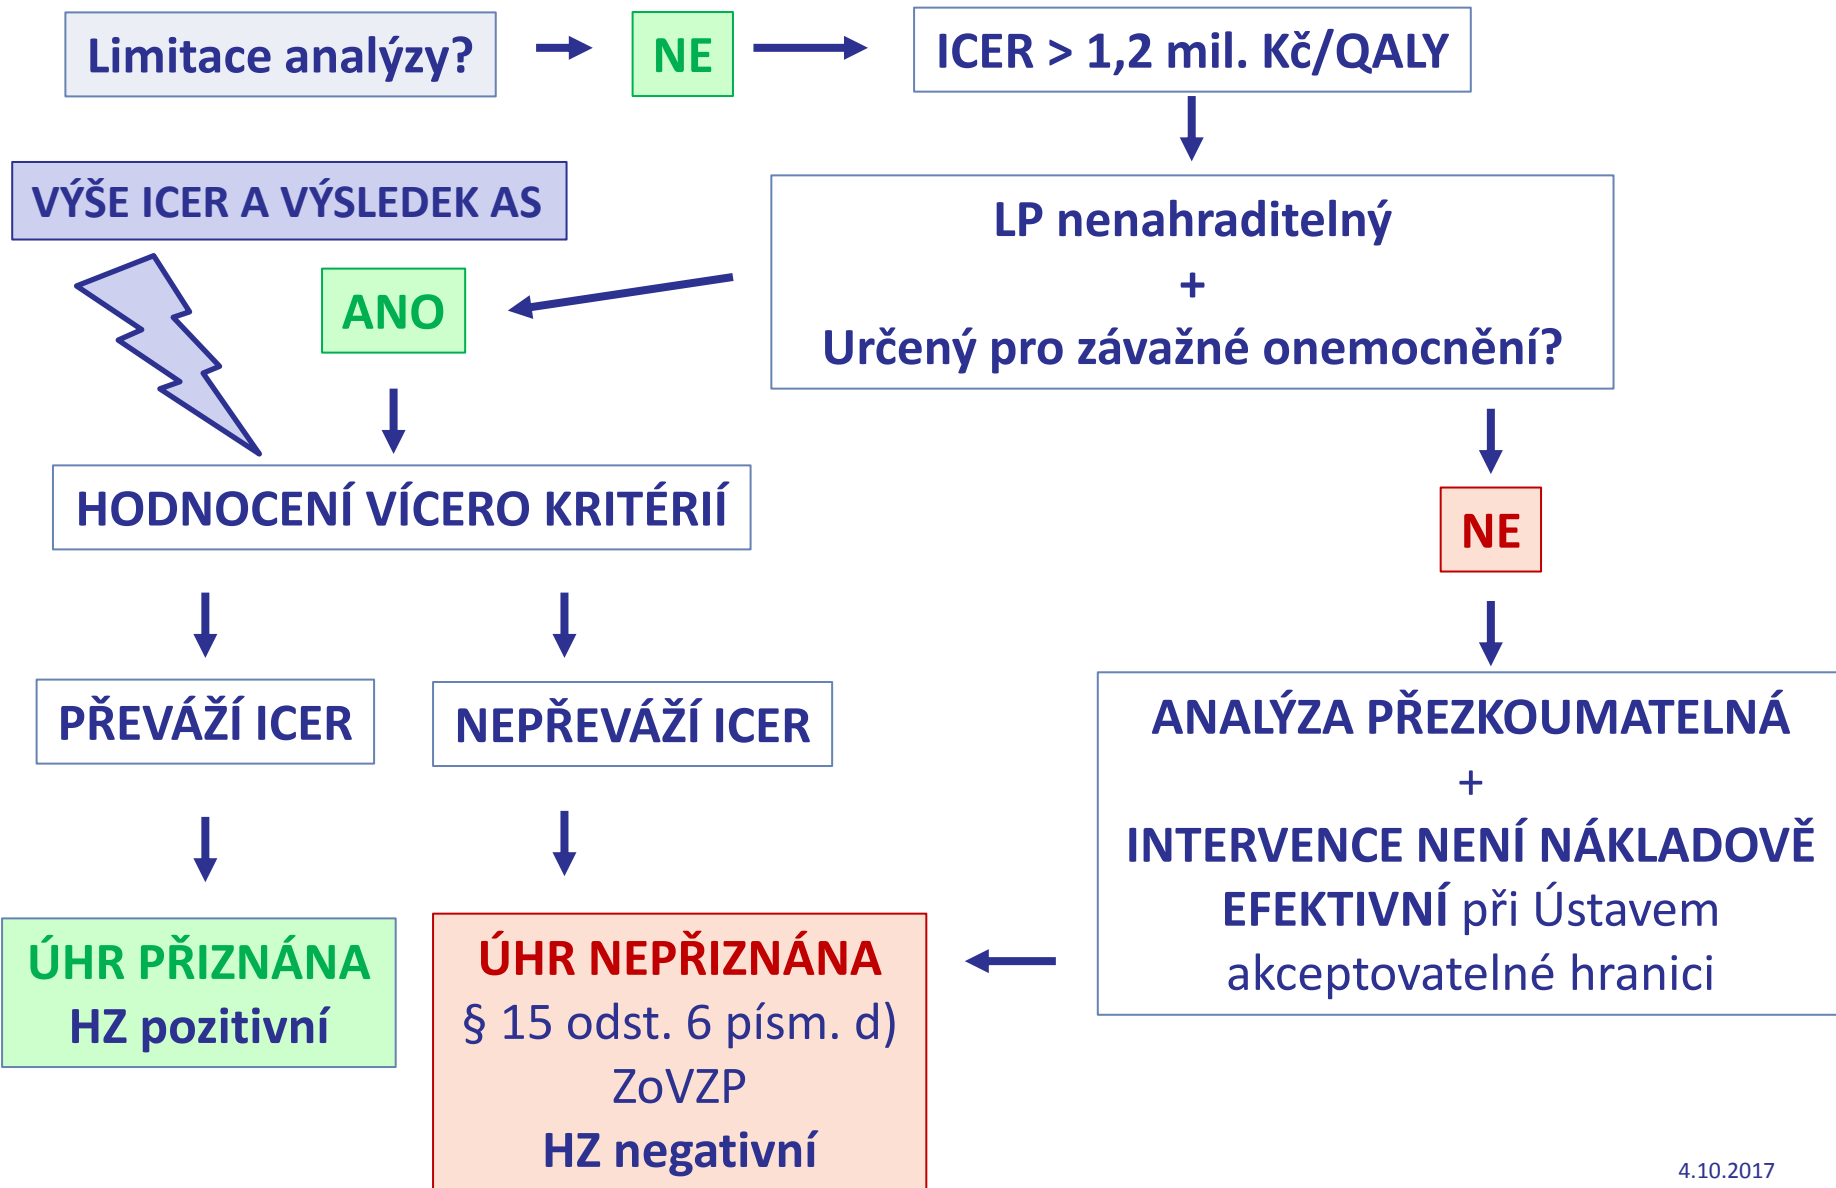 Limitace analýzy?
NE
ICER > 1,2 mil. Kč/QALY
VÝŠE ICER A VÝSLEDEK AS
LP nenahraditelný
+
Určený pro závažné onemocnění?
ANO
HODNOCENÍ VÍCERO KRITÉRIÍ
NE
PŘEVÁŽÍ ICER
NEPŘEVÁŽÍ ICER
ANALÝZA PŘEZKOUMATELNÁ
+
INTERVENCE NENÍ NÁKLADOVĚ
EFEKTIVNÍ při Ústavem
akceptovatelné hranici
ÚHR PŘIZNÁNA
HZ pozitivní
ÚHR NEPŘIZNÁNA
§ 15 odst. 6 písm. d)
ZoVZP
HZ negativní
4.10.2017